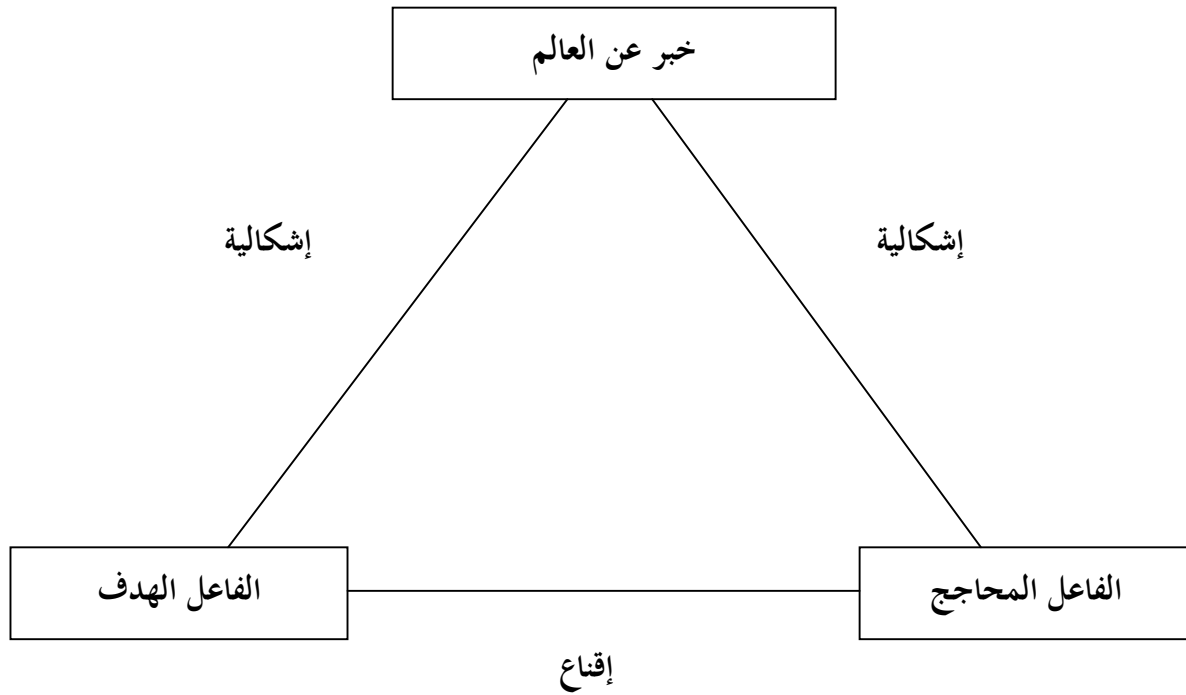 خبر عن العالم
إشكالية
إشكالية
الفاعل المحاجج
الفاعل الهدف
إقناع